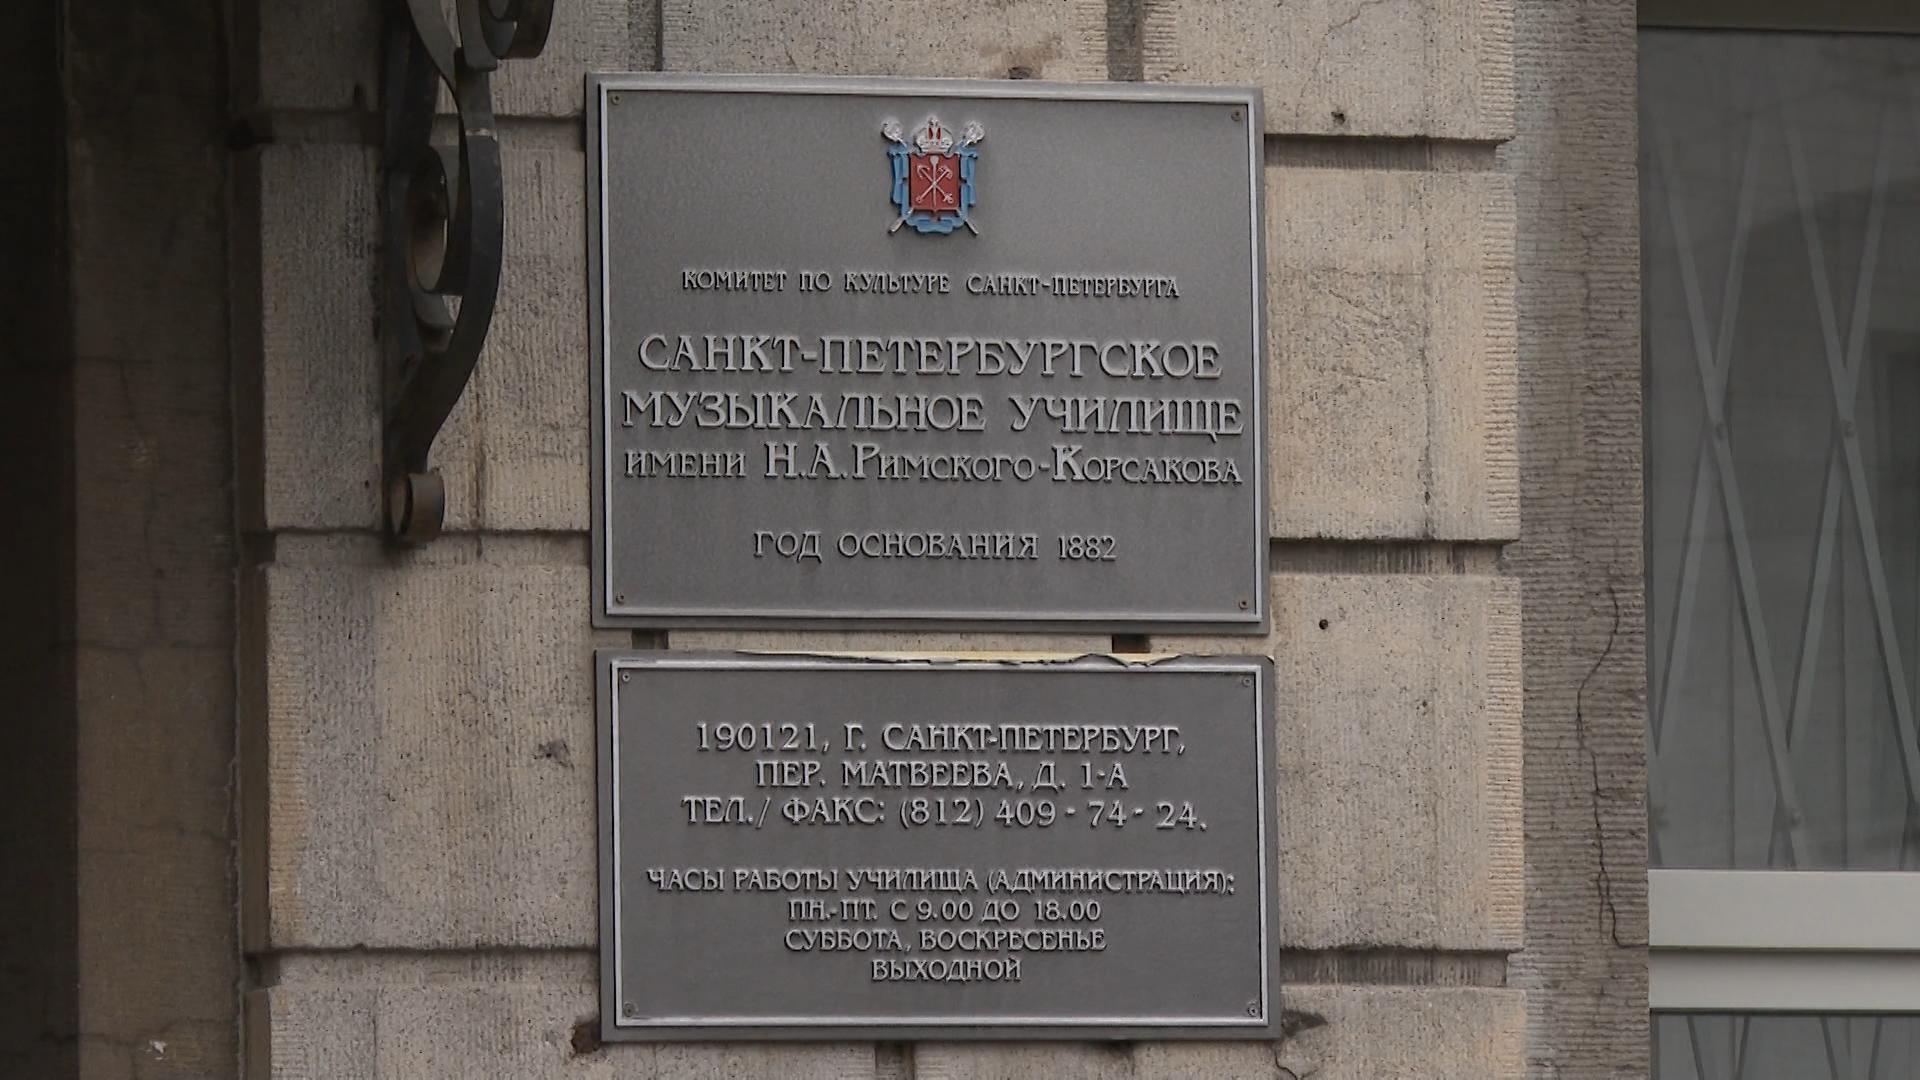 КОМИТЕТ ПО КУЛЬТУРЕ САНКТ-ПЕТЕРБУРГА
САНКТ-ПЕТЕРБУРГСКОЕ
МУЗЫКАЛЬНОЕ УЧИЛИЩЕ
ИМЕНИ Н.А.РИМСКОГО-КОРСАКОВА
ГОД ОСНОВАНИЯ 1882
190121, Г. САНКТ-ПЕТЕРБУРГ,
ПЕР. МАТВЕЕВА, Д. 1-А
ТЕЛ./ ФАКС: (812) 409 - 74 - 24.
ЧАСЫ РАБОТЫ УЧИЛИЩА (АДМИНИСТРАЦИЯ):
ПН.-ПТ. С 9.00 ДО 18.00
СУББОТА, ВОСКРЕСЕНЬЕ
ВЫХОДНОЙ